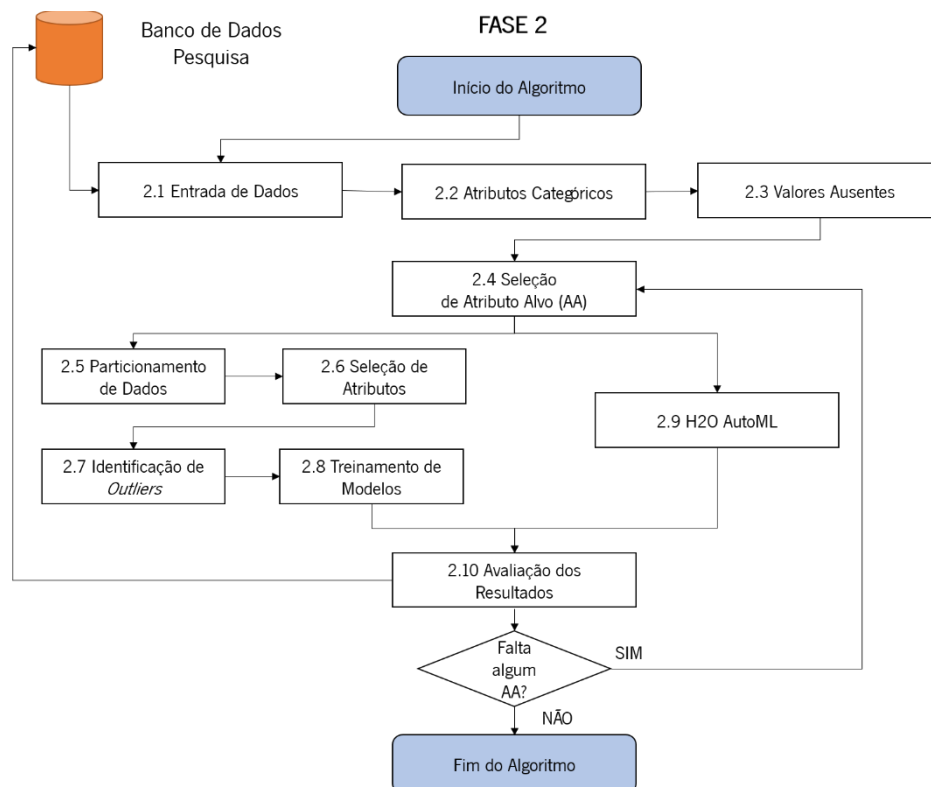 Banco de Dados
Pesquisa
FASE 2
Início do Algoritmo
2.1 Entrada de Dados
2.2 Atributos Categóricos
2.3 Valores Ausentes
2.4 Seleção
de Atributo Alvo (AA)
2.5 Particionamento
de Dados
2.6 Seleção de
Atributos
2.9 H2O AutoML
2.7 Identificação de
Outliers
2.8 Treinamento de
Modelos
2.10 Avaliação dos
Resultados
Falta
algum
AA?
SIM
NÃO
Fim do Algoritmo